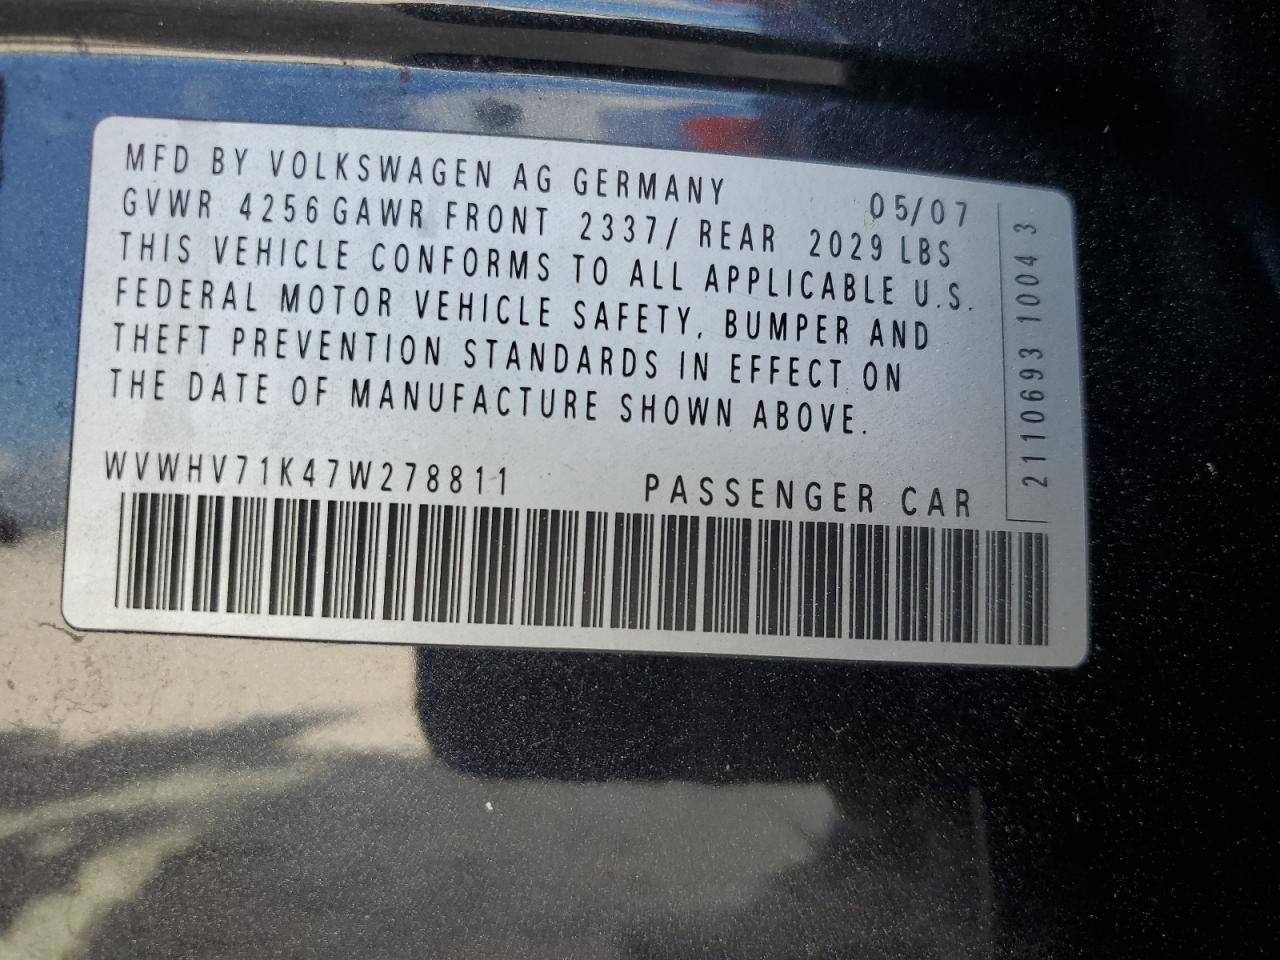 MFD BY VOLKSWAGEN AG GERMANY 05/07
GVWR 4256 GAWR FRONT 2337/ REAR 2029 LBS
THIS VEHICLE CONFORMS TO ALL APPLICABLE U.S.
FEDERAL MOTOR VEHICLE SAFETY, BUMPER AND
THEFT PREVENTION STANDARDS IN EFFECT ON
THE DATE OF MANUFACTURE SHOWN ABOVE.
WVWHV71K47W278811 PASSENGER CAR
2110693 1004 3